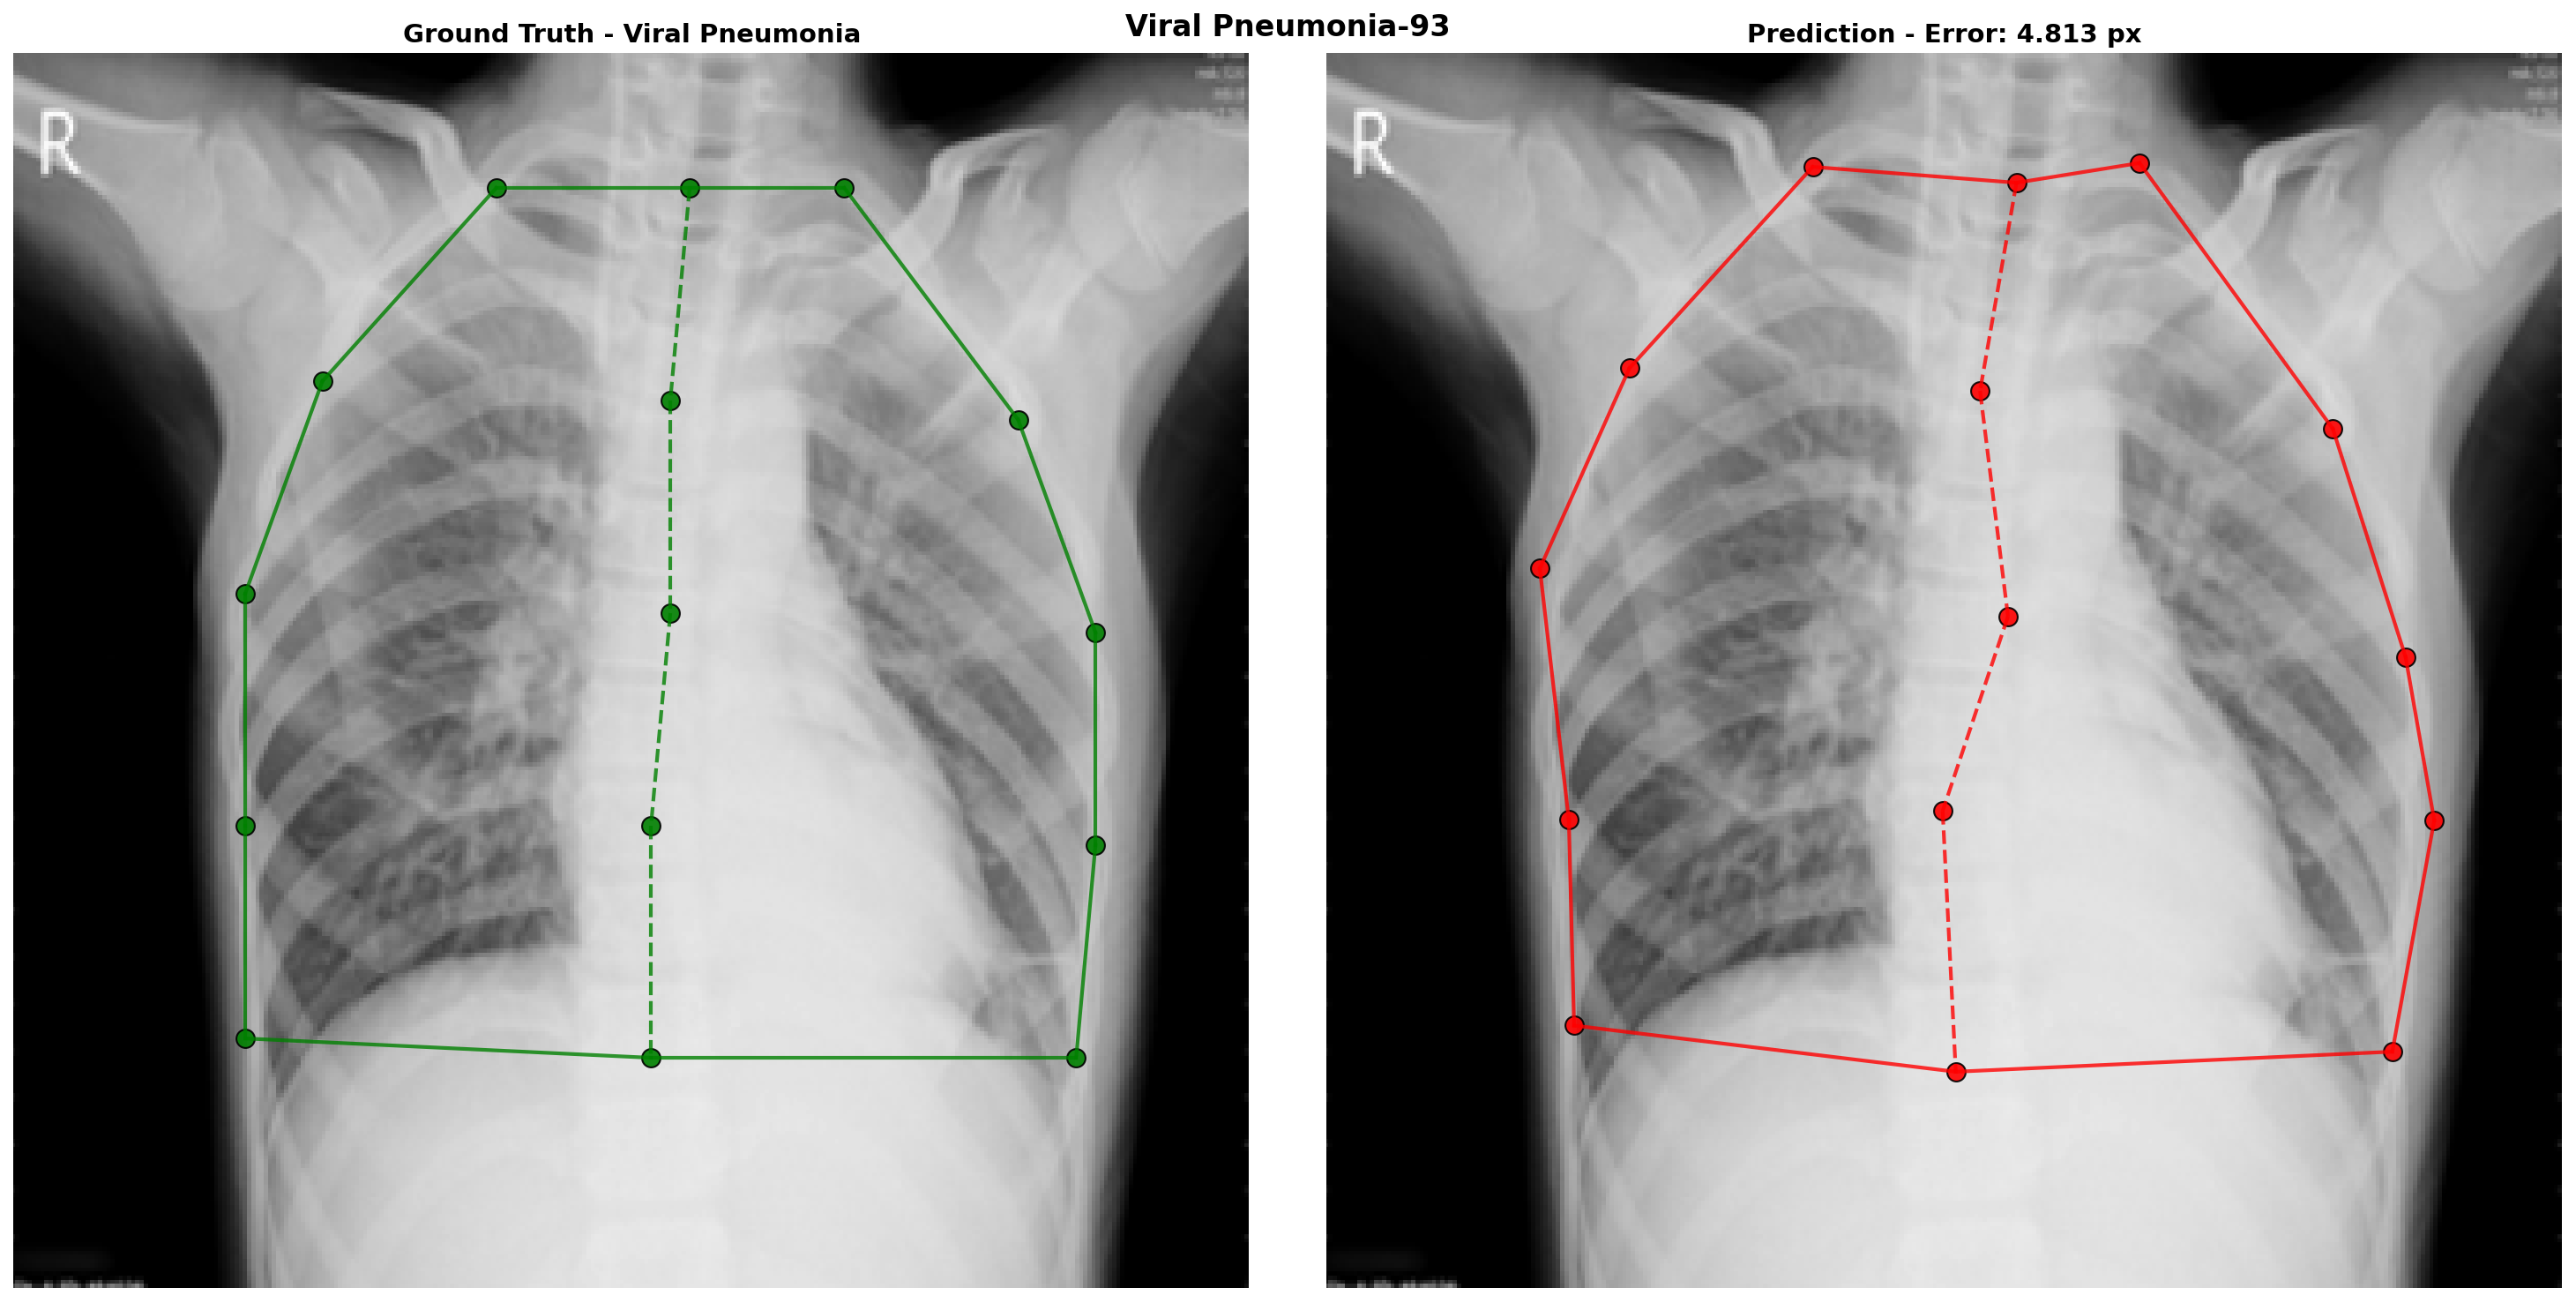 Viral Pneumonia-93
Ground Truth - Viral Pneumonia
Prediction - Error: 4.813 px
R
R